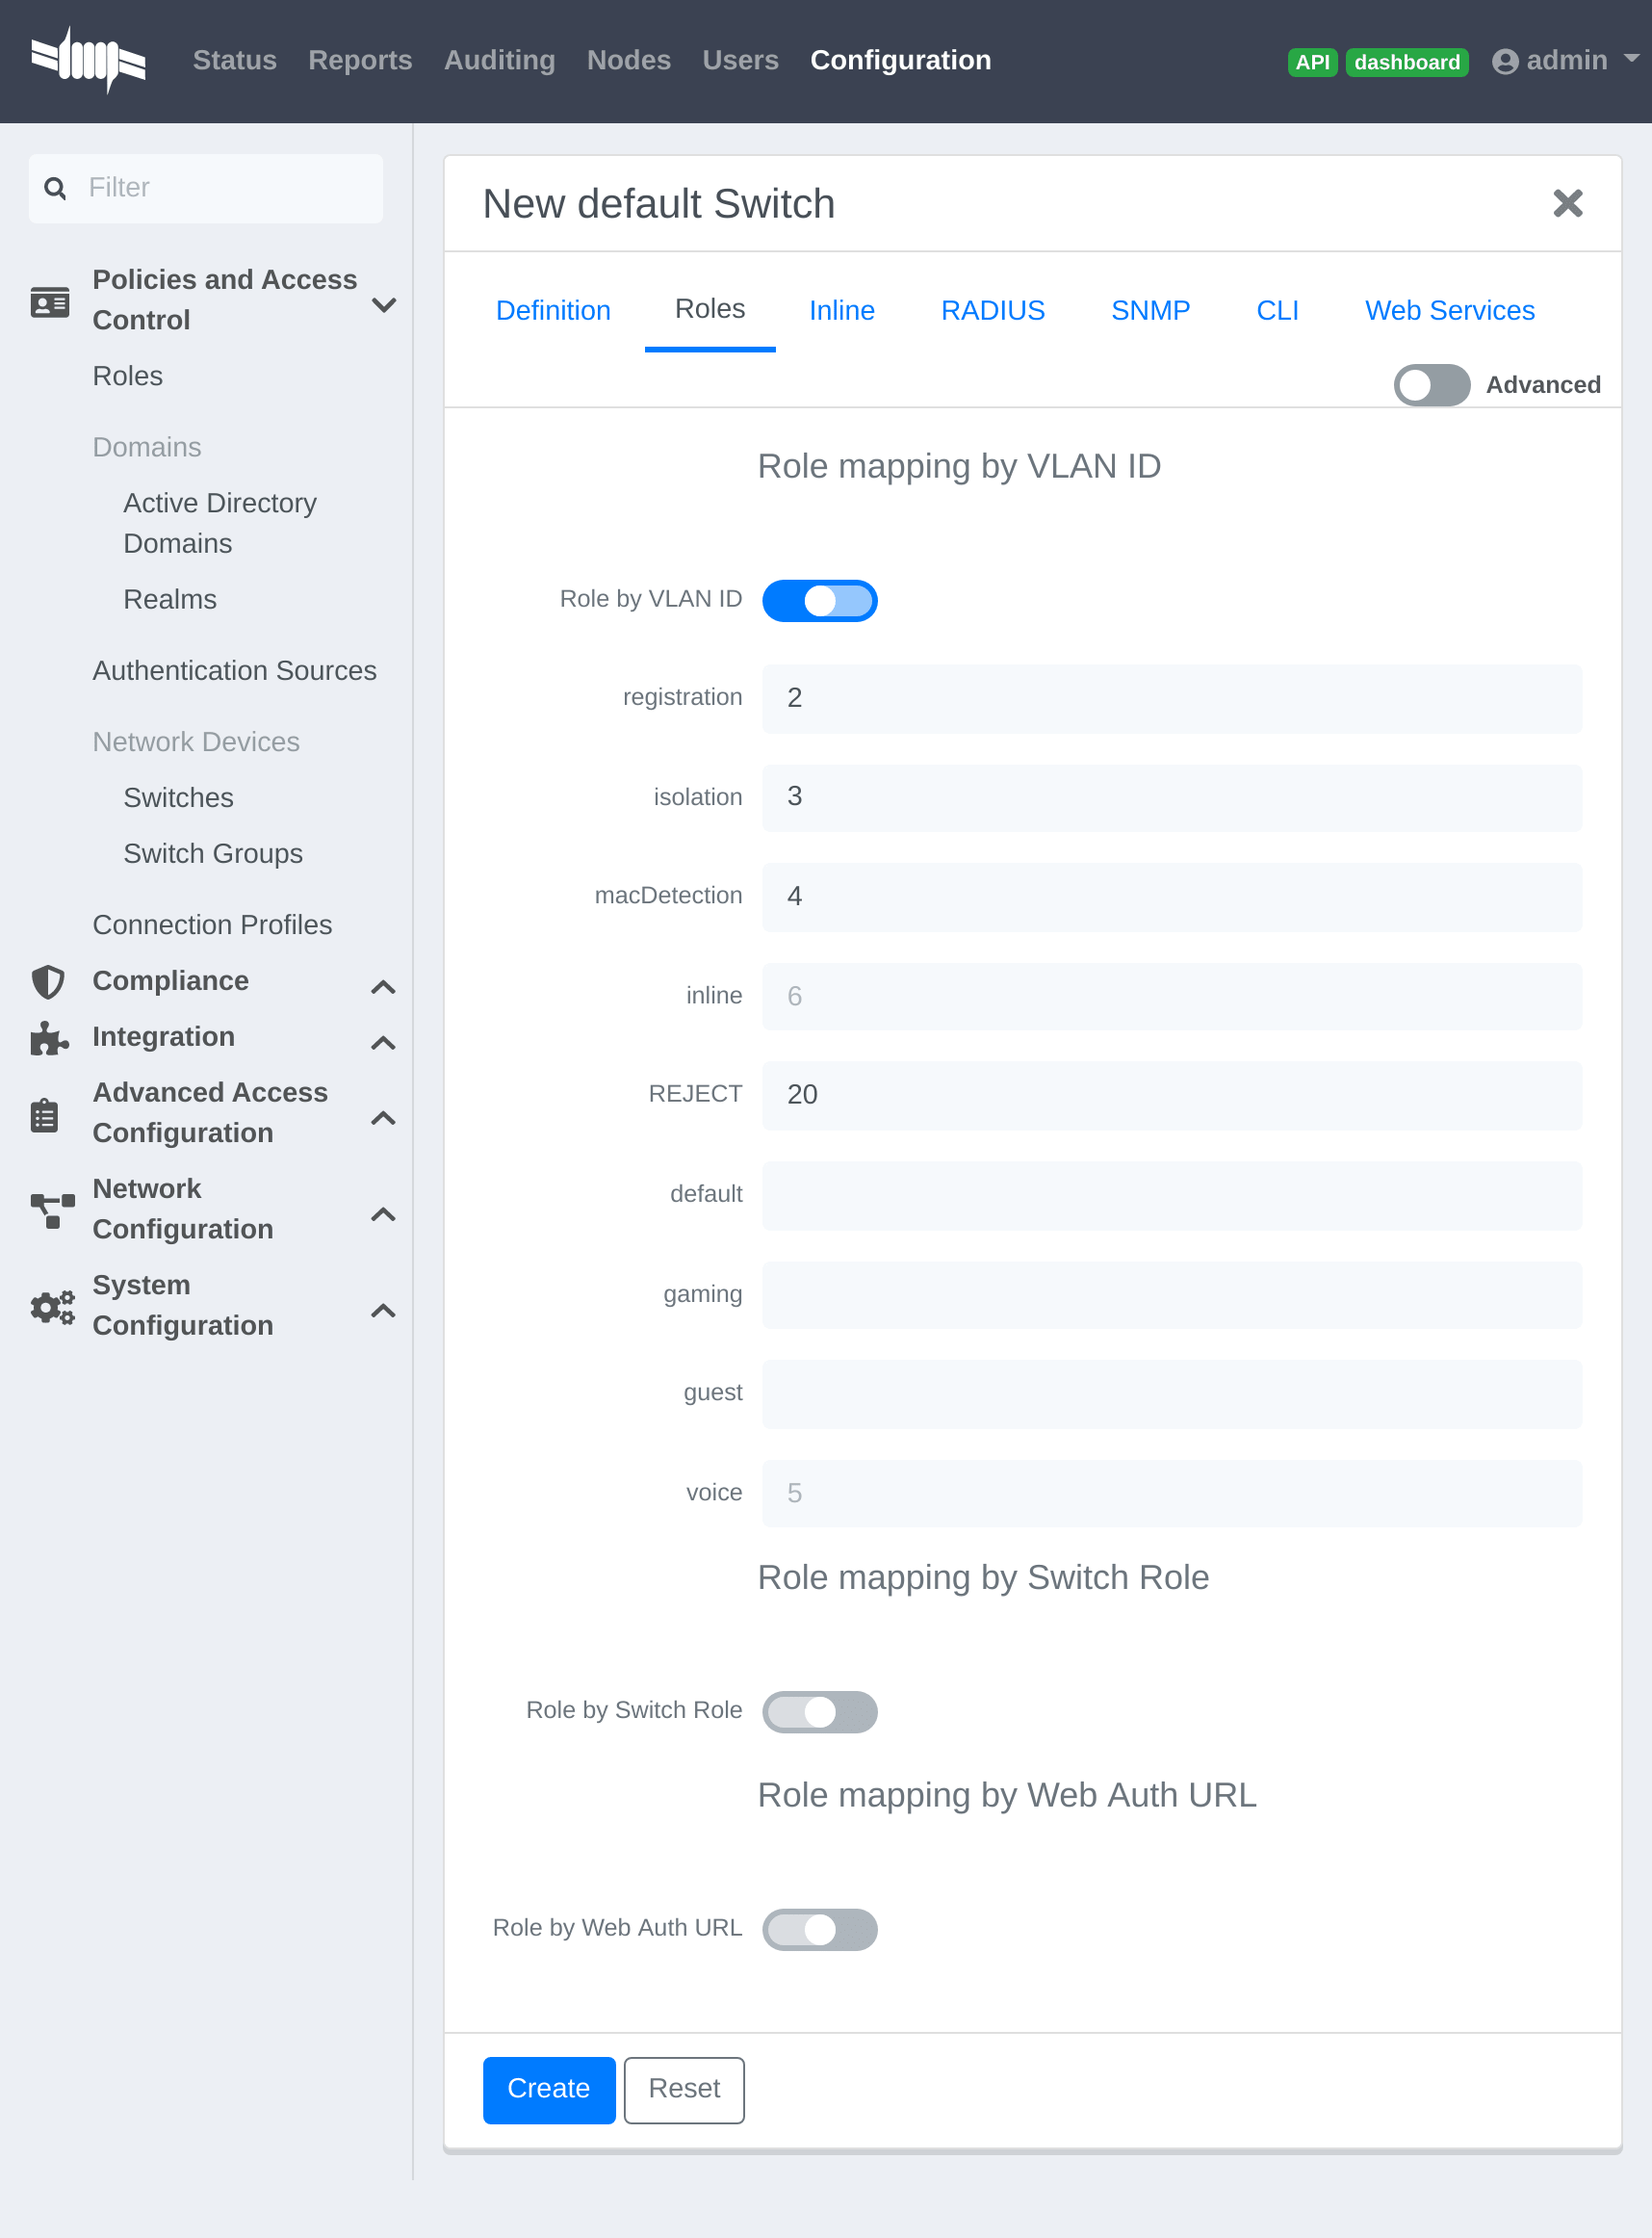 Status Reports Auditing Nodes Users Configuration API dashboard admin
Filter
Policies and Access
Control
Roles
Domains
Active Directory
Domains
Realms
Authentication Sources
Network Devices
Switches
Switch Groups
Connection Profiles
Compliance
Integration
Advanced Access
Configuration
Network
Configuration
System
Configuration
New default Switch
Definition Roles Inline RADIUS SNMP CLI Web Services
Advanced
Role mapping by VLAN ID
Role by VLAN ID
registration 2
isolation 3
macDetection 4
inline 6
REJECT 20
default
gaming
guest
voice 5
Role mapping by Switch Role
Role by Switch Role
Role mapping by Web Auth URL
Role by Web Auth URL
Create Reset